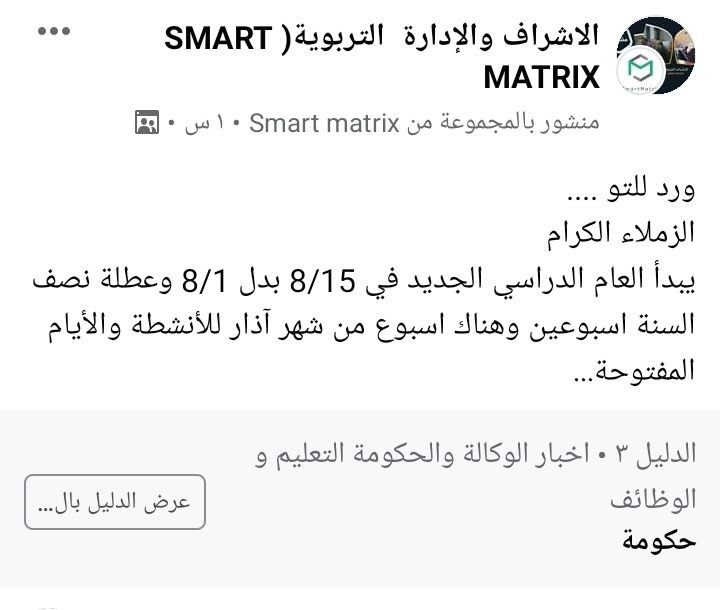 الاشراف والإدارة التربوية( SMART
MATRIX
منشور بالمجموعة من Smart matrix • ١ س •
ورد للتو ....
الزملاء الكرام
يبدأ العام الدراسي الجديد في 8/15 بدل 8/1 وعطلة نصف
السنة اسبوعين وهناك اسبوع من شهر آذار للأنشطة والأيام
المفتوحة...
الدليل ٣ • اخبار الوكالة والحكومة التعليم و
الوظائف
عرض الدليل بال...
حكومة